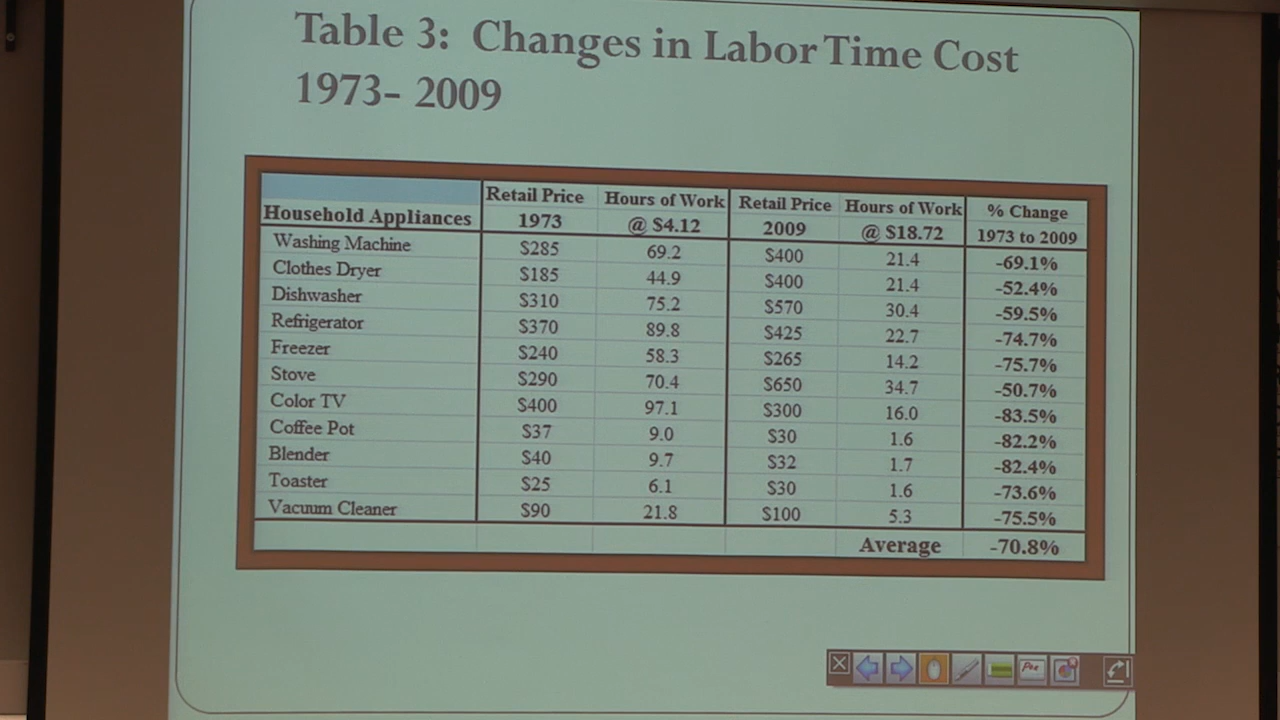 Table 3: Changes in Labor Time Cost
1973- 2009
Retail Price Hours of Work Retail Price Hours of Work % Change
Household Appliances 1973 @ $4.12 2009 @ $18.72 1973 to 2009
Washing Machine $285 69.2 $400 21.4 -69.1%
Clothes Dryer $185 44.9 $400 21.4 -52.4%
Dishwasher $310 75.2 $570 30.4 -59.5%
Refrigerator $370 89.8 $425 22.7 -74.7%
Freezer $240 58.3 $265 14.2 -75.7%
Stove $290 70.4 $650 34.7 -50.7%
Color TV $400 97.1 $300 16.0 -83.5%
Coffee Pot $37 9.0 $30 1.6 -82.2%
Blender $40 9.7 $32 1.7 -82.4%
Toaster $25 6.1 $30 1.6 -73.6%
Vacuum Cleaner $90 21.8 $100 5.3 -75.5%
Average -70.8%
Pen